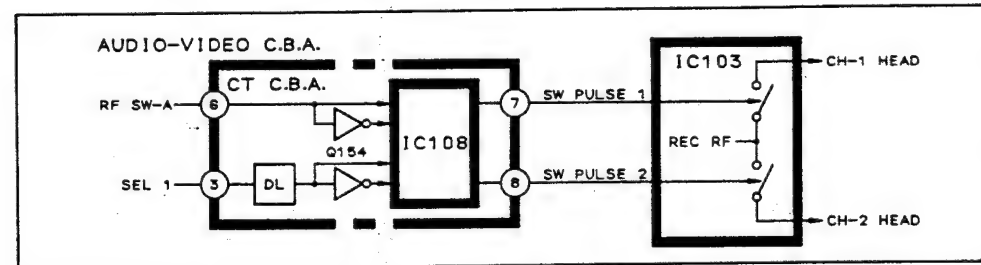 AUDIO-VIDEO C.B.A.
CT C.B.A.
IC103
CH-1 HEAD
RF SW-A
6
7
SW PULSE 1
Q154
IC108
REC RF
SEL 1
3
DL
8
SW PULSE 2
CH-2 HEAD